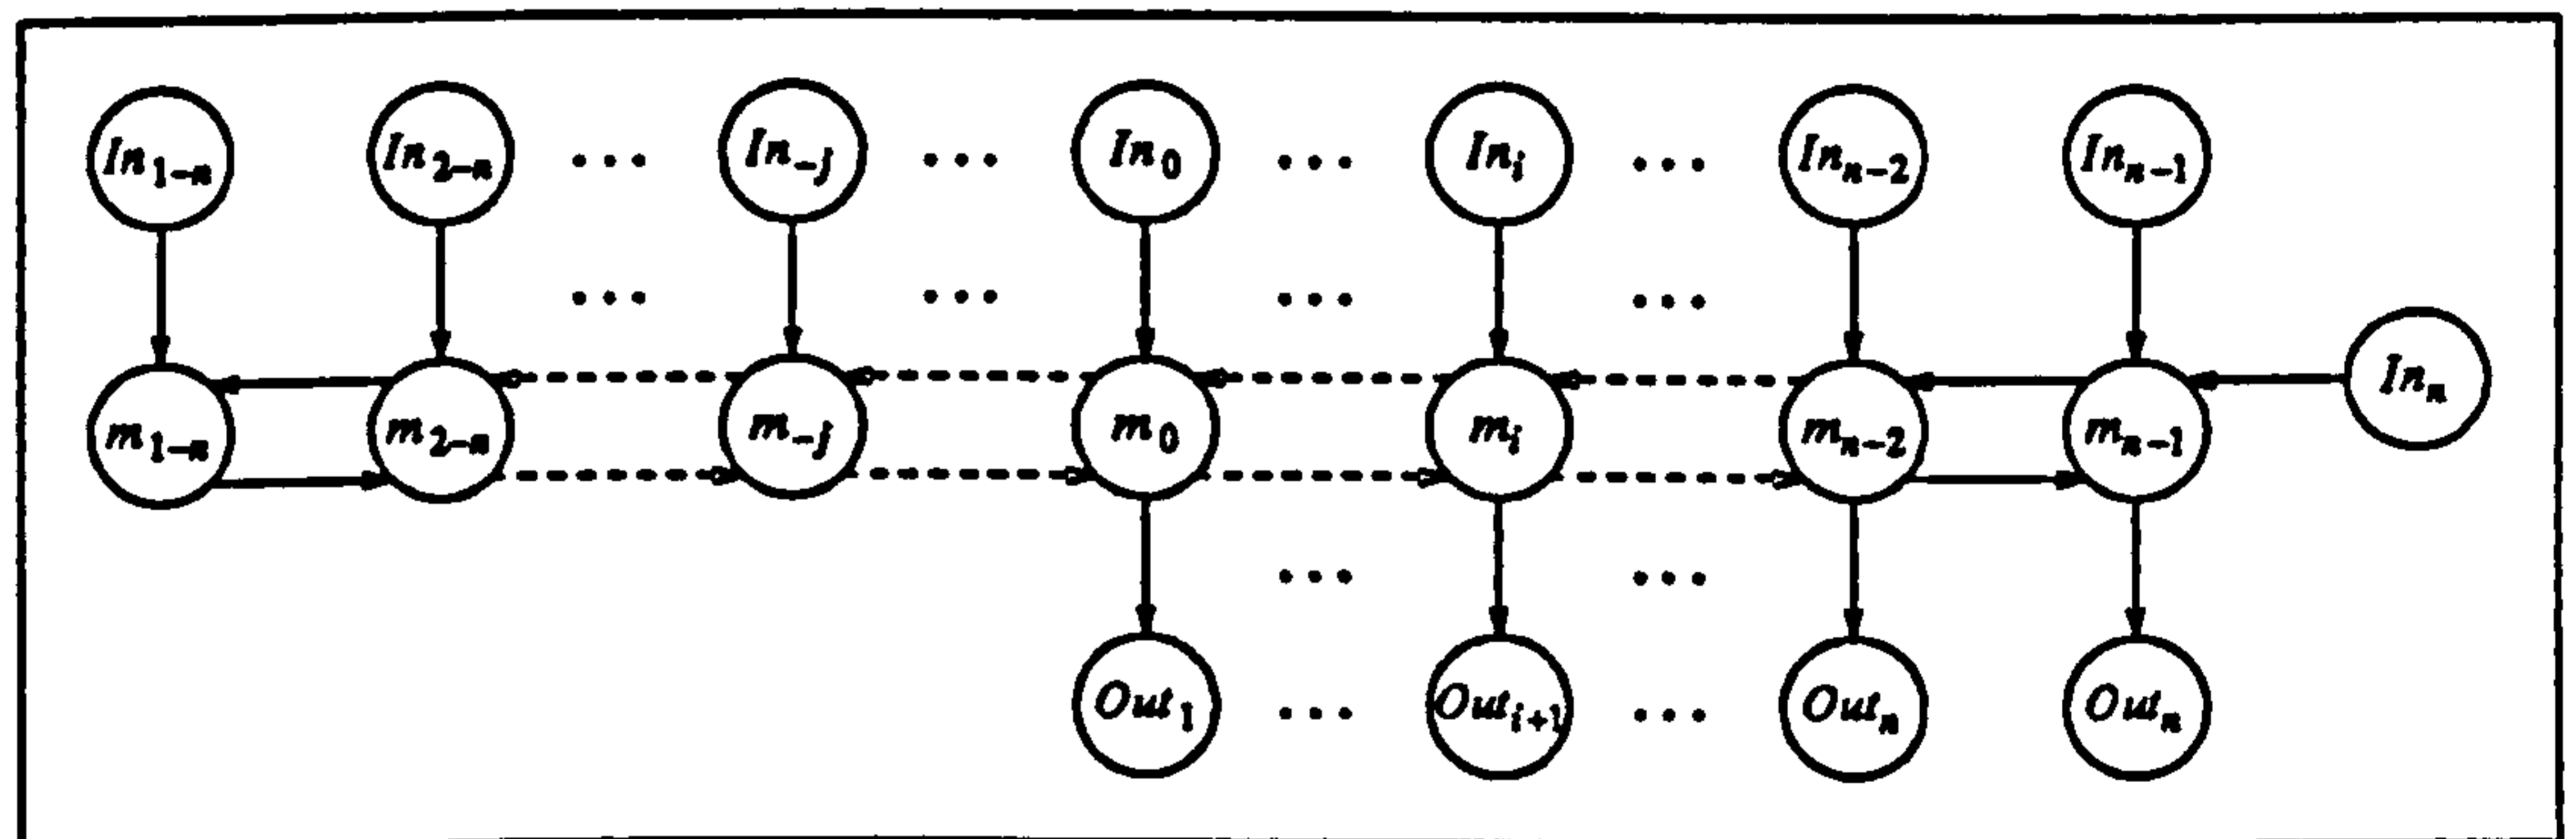 In₁₋ₙ In₂₋ₙ ... In₋ⱼ ... In₀ ... Inᵢ ... Inₙ₋₂ Inₙ₋₁
... ... ... ...
Inₙ
m₁₋ₙ m₂₋ₙ m₋ⱼ m₀ mᵢ mₙ₋₂ mₙ₋₁
... ...
Out₁ ... Outᵢ₊₁ ... Outₙ Outₙ